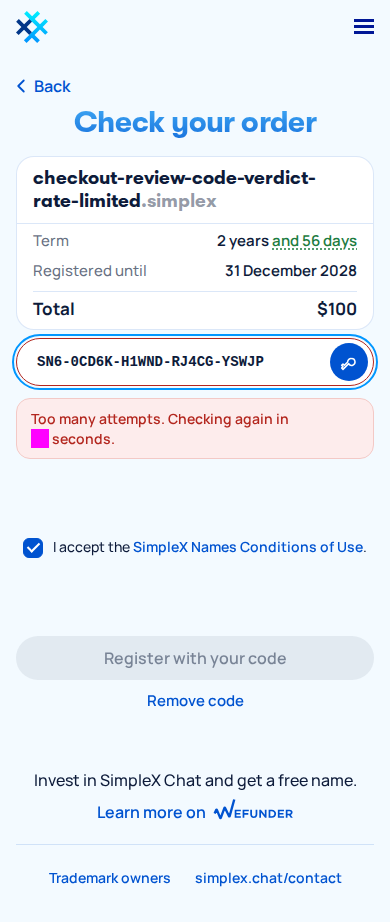 Back
Check your order
checkout-review-code-verdict-
rate-limited.simplex
Term 2 years and 56 days
Registered until 31 December 2028
Total $100
SN6-0CD6K-H1WND-RJ4CG-YSWJP
Too many attempts. Checking again in
seconds.
I accept the SimpleX Names Conditions of Use.
Register with your code
Remove code
Invest in SimpleX Chat and get a free name.
Learn more on WEFUNDER
Trademark owners simplex.chat/contact